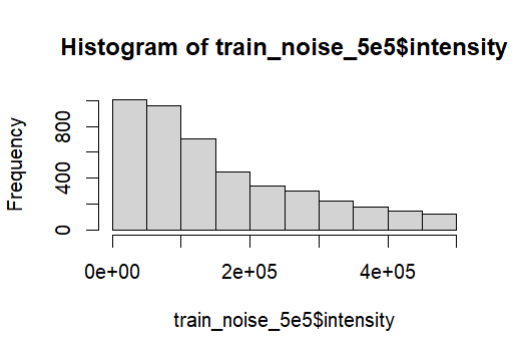 Histogram of train_noise_5e5$intensity
Frequency
800
400
0
0e+00 2e+05 4e+05
train_noise_5e5$intensity